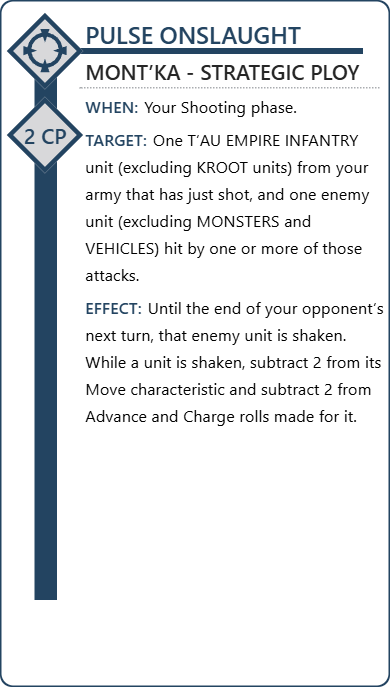 PULSE ONSLAUGHT
MONT’KA - STRATEGIC PLOY
WHEN: Your Shooting phase.
2 CP
TARGET: One T’AU EMPIRE INFANTRY
unit (excluding KROOT units) from your
army that has just shot, and one enemy
unit (excluding MONSTERS and
VEHICLES) hit by one or more of those
attacks.
EFFECT: Until the end of your opponent’s
next turn, that enemy unit is shaken.
While a unit is shaken, subtract 2 from its
Move characteristic and subtract 2 from
Advance and Charge rolls made for it.